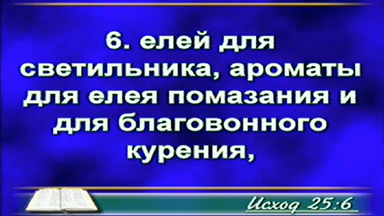 6. елей для
светильника, ароматы
для елея помазания и
для благовонного
курения,
Исход 25:6